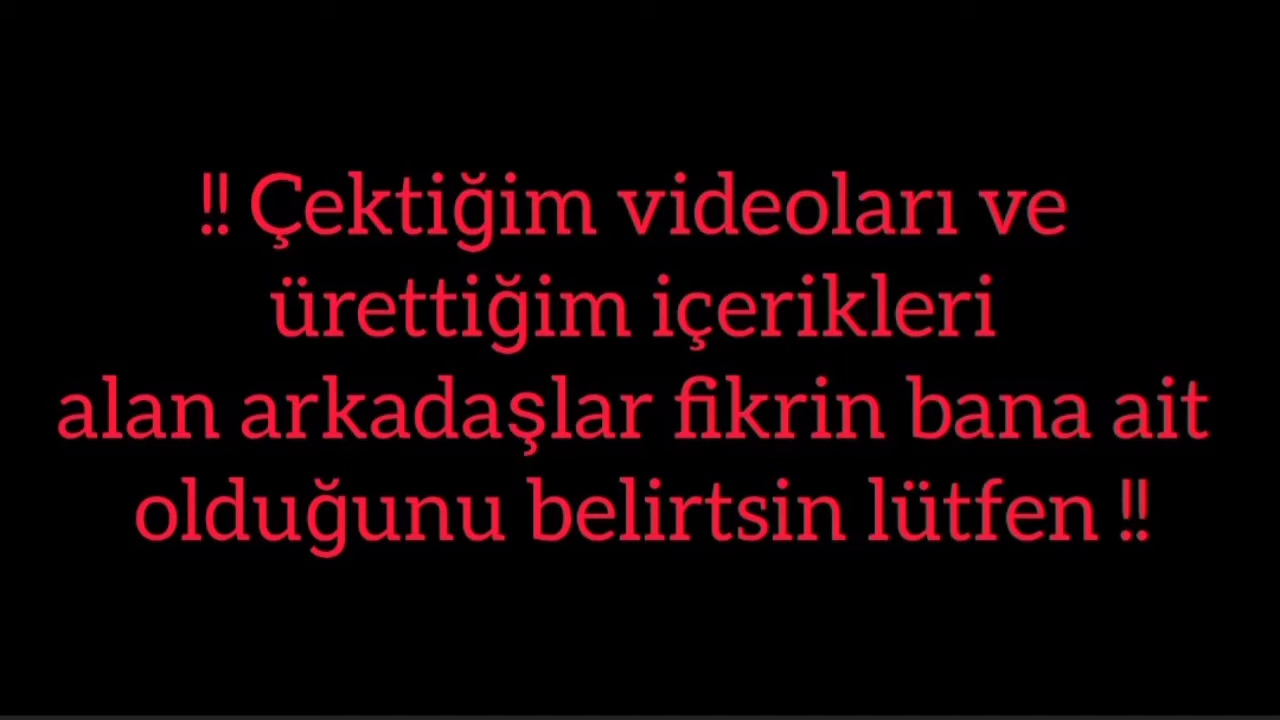 !! Çektiğim videoları ve
ürettiğim içerikleri
alan arkadaşlar fikrin bana ait
olduğunu belirtsin lütfen !!